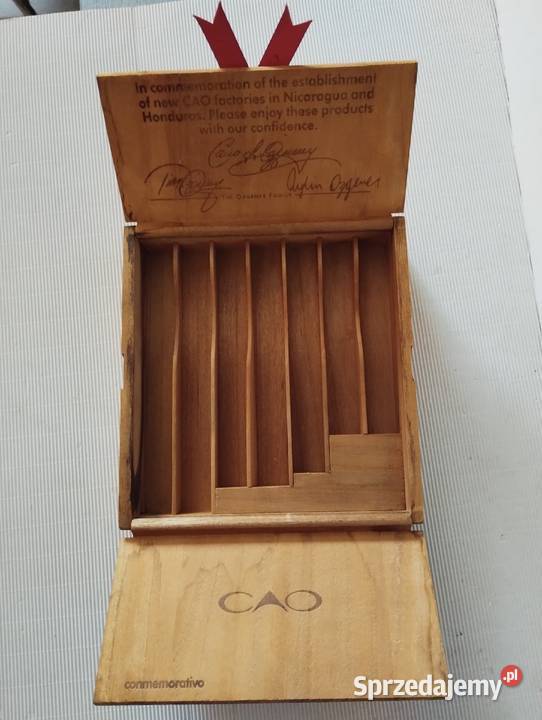 In commemoration of the establishment
of new CAO factories in Nicaragua and
Honduras. Please enjoy these products
with our confidence.
THE OZGENER FAMILY
CAO
conmemorativo
Sprzedajemy.pl